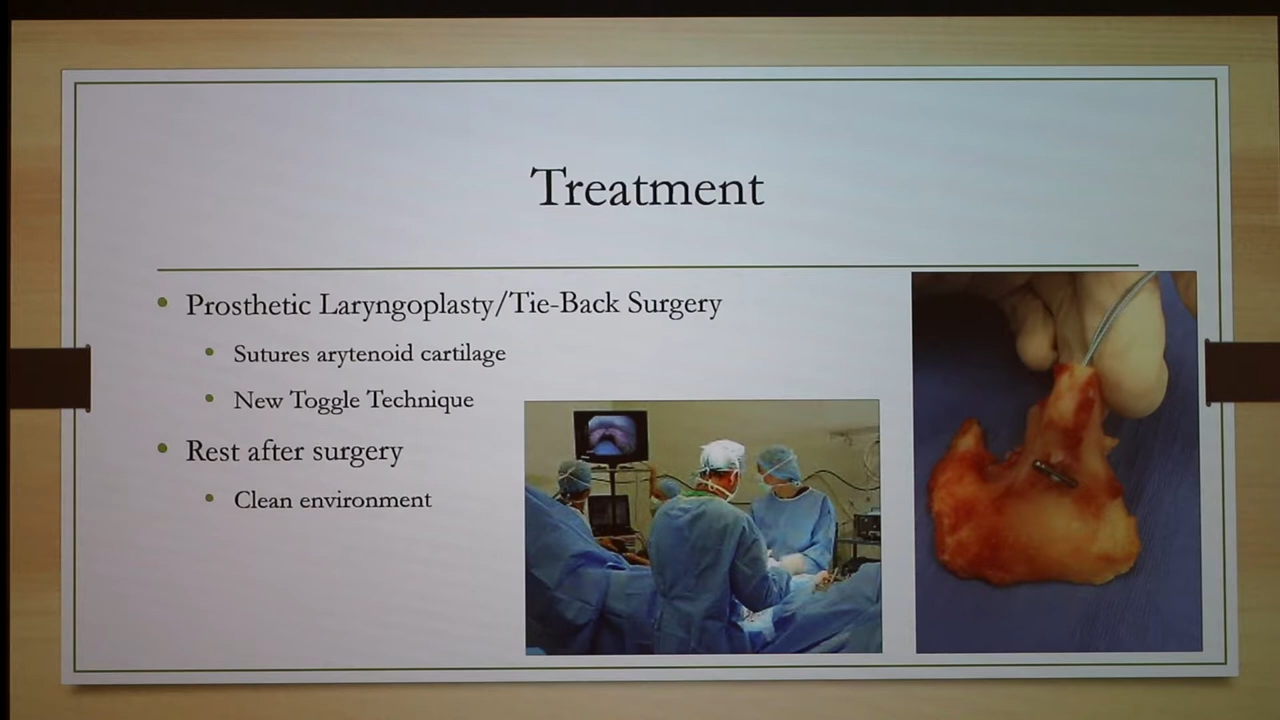 Treatment
Prosthetic Laryngoplasty/Tie-Back Surgery
Sutures arytenoid cartilage
New Toggle Technique
Rest after surgery
Clean environment